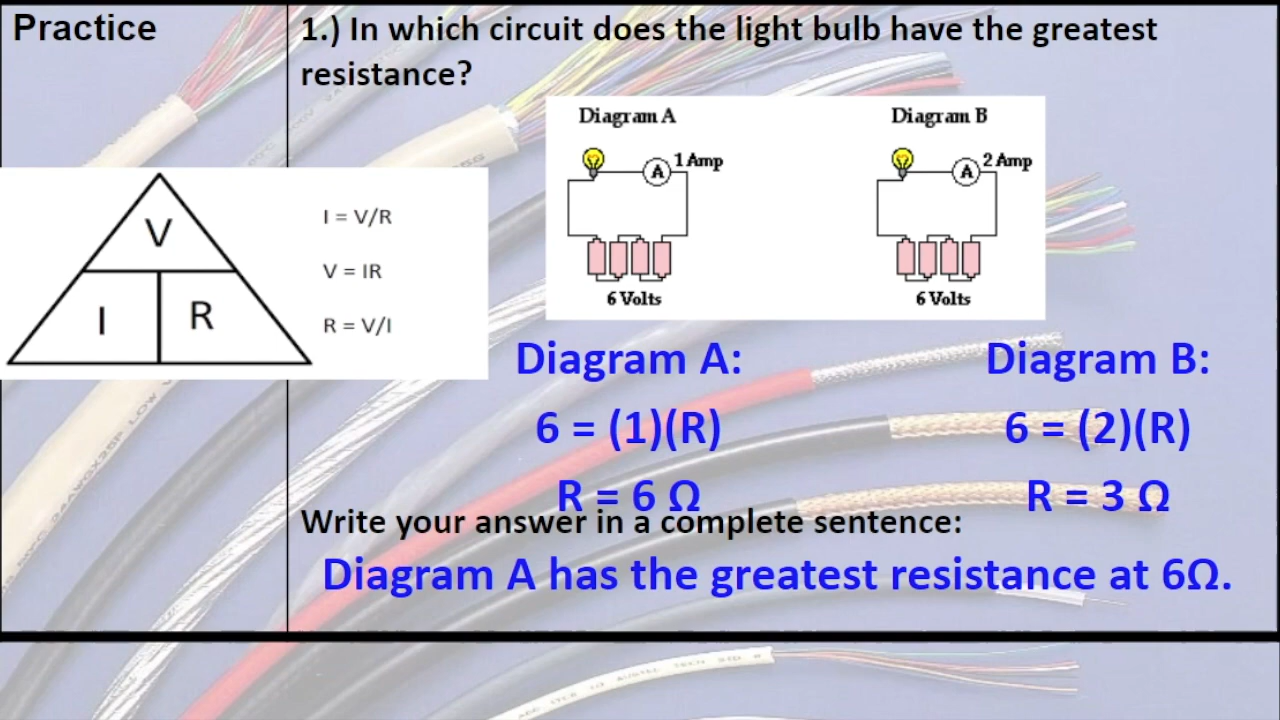 Practice
1.) In which circuit does the light bulb have the greatest
resistance?
Diagram A
1 Amp
A
6 Volts
Diagram B
2 Amp
A
6 Volts
V
I
R
I = V/R
V = IR
R = V/I
Diagram A:
6 = (1)(R)
R = 6 Ω
Diagram B:
6 = (2)(R)
R = 3 Ω
Write your answer in a complete sentence:
Diagram A has the greatest resistance at 6Ω.